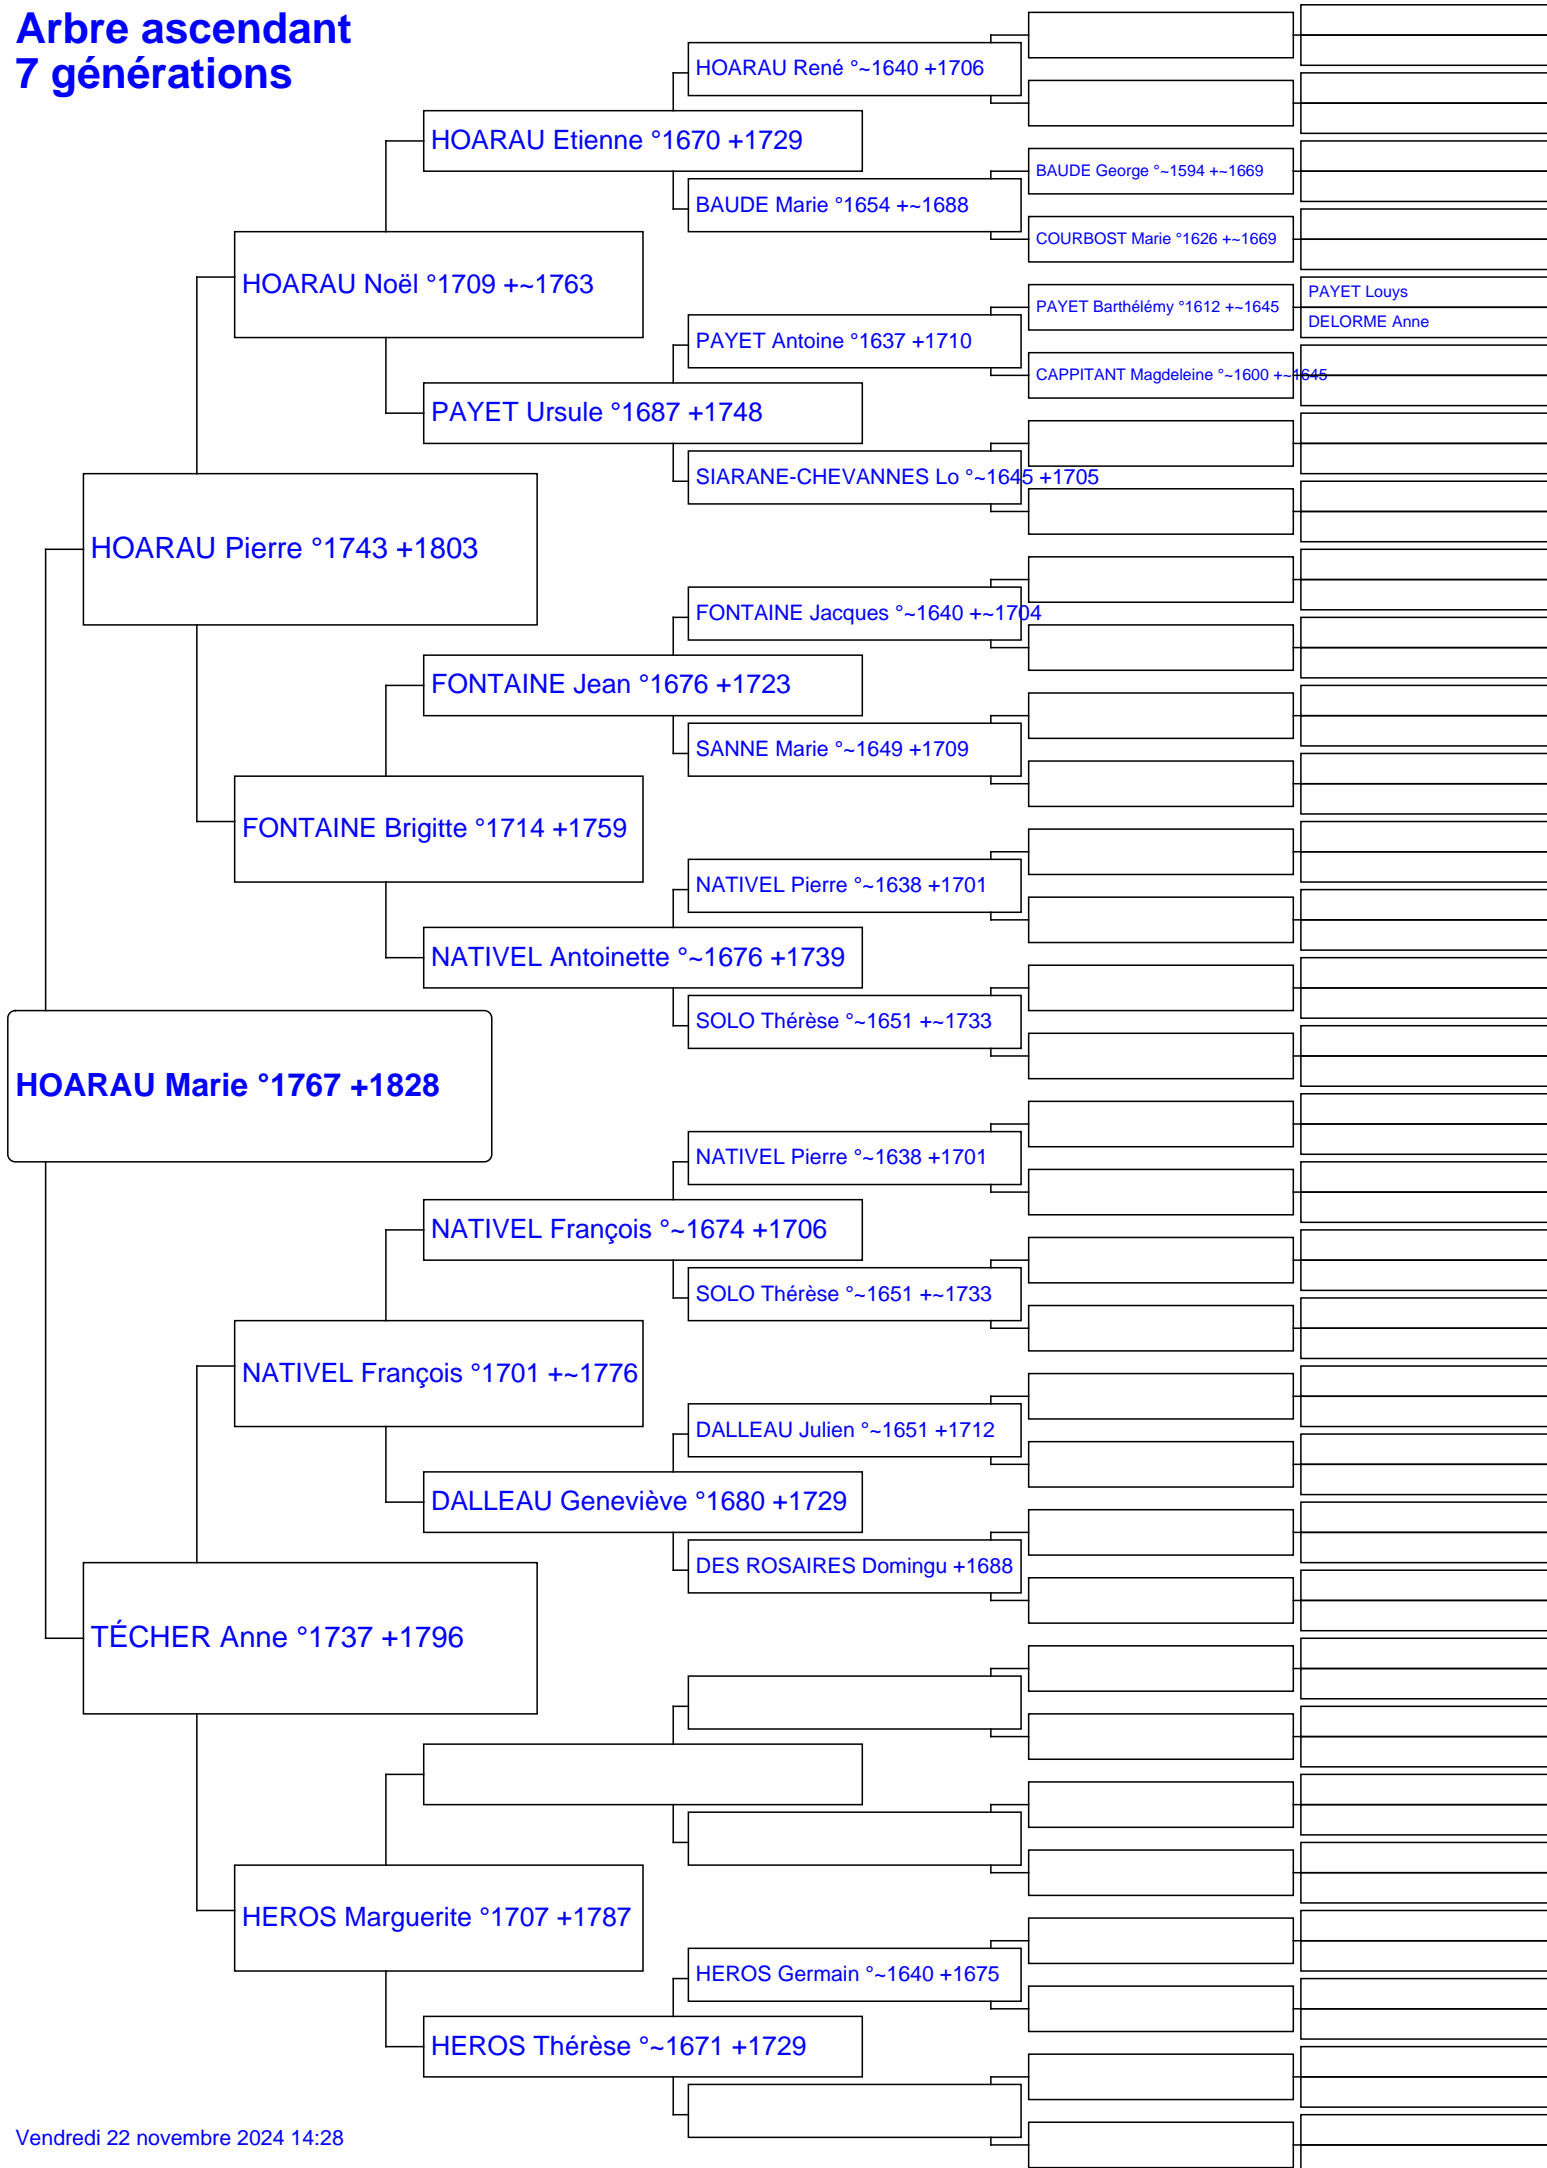 Arbre ascendant
7 générations
HOARAU René °~1640 +1706
HOARAU Etienne °1670 +1729
BAUDE George °~1594 +~1669
BAUDE Marie °1654 +~1688
COURBOST Marie °1626 +~1669
HOARAU Noël °1709 +~1763
PAYET Louys
PAYET Barthélémy °1612 +~1645
DELORME Anne
PAYET Antoine °1637 +1710
CAPPITANT Magdeleine °~1600 +~1645
PAYET Ursule °1687 +1748
SIARANE-CHEVANNES Lo °~1645 +1705
HOARAU Pierre °1743 +1803
FONTAINE Jacques °~1640 +~1704
FONTAINE Jean °1676 +1723
SANNE Marie °~1649 +1709
FONTAINE Brigitte °1714 +1759
NATIVEL Pierre °~1638 +1701
NATIVEL Antoinette °~1676 +1739
SOLO Thérèse °~1651 +~1733
HOARAU Marie °1767 +1828
NATIVEL Pierre °~1638 +1701
NATIVEL François °~1674 +1706
SOLO Thérèse °~1651 +~1733
NATIVEL François °1701 +~1776
DALLEAU Julien °~1651 +1712
DALLEAU Geneviève °1680 +1729
DES ROSAIRES Domingu +1688
TÉCHER Anne °1737 +1796
HEROS Marguerite °1707 +1787
HEROS Germain °~1640 +1675
HEROS Thérèse °~1671 +1729
Vendredi 22 novembre 2024 14:28